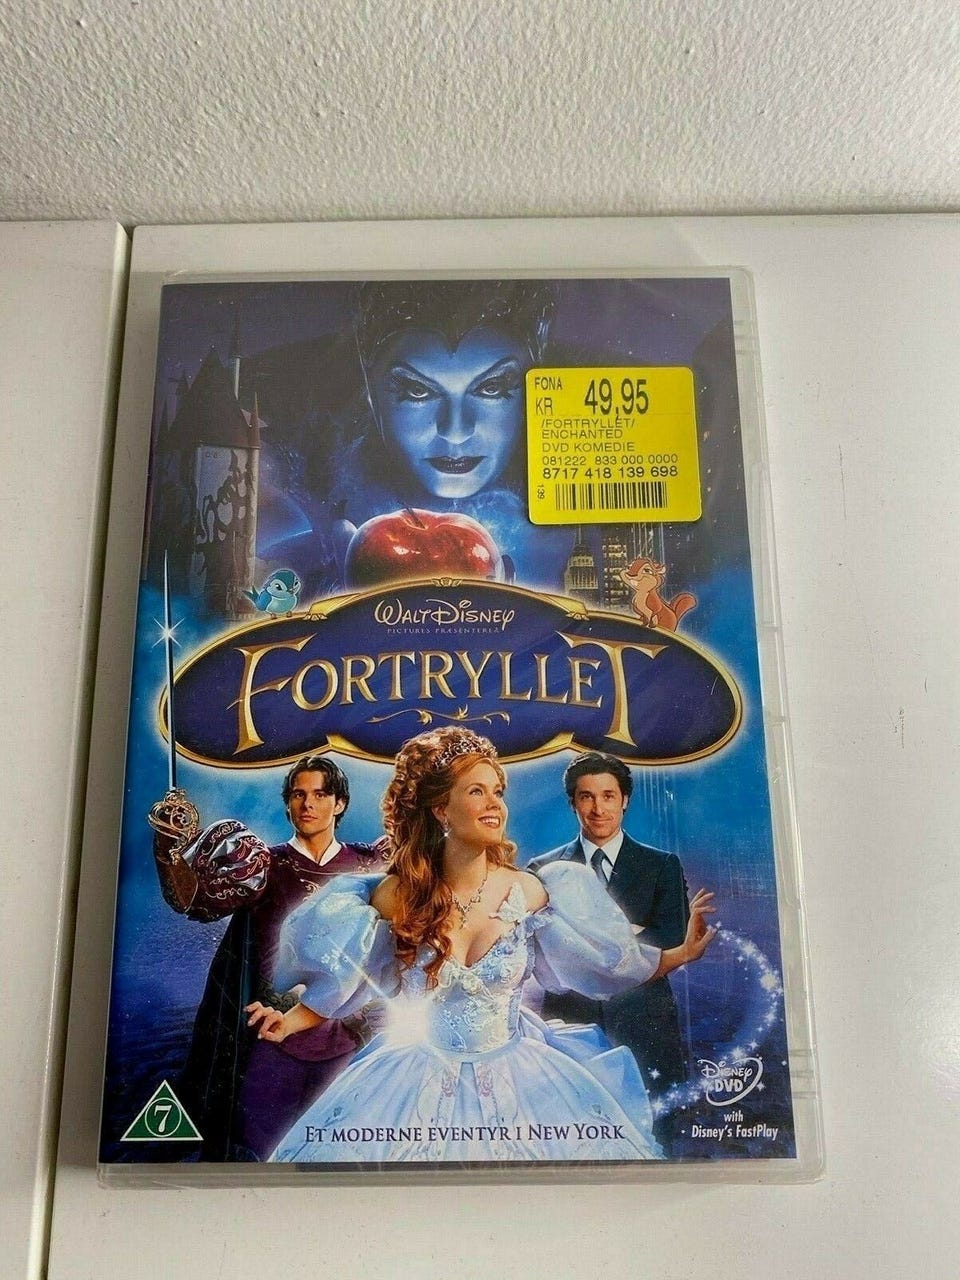 FONA
KR 49,95
/FORTRYLLET/
ENCHANTED
DVD KOMEDIE
081222 833 000 0000
8717 418 139 698
139
WALT DISNEY
PICTURES PRÆSENTERER
FORTRYLLET
7
ET MODERNE EVENTYR I NEW YORK
DISNEY
DVD
with
Disney's FastPlay